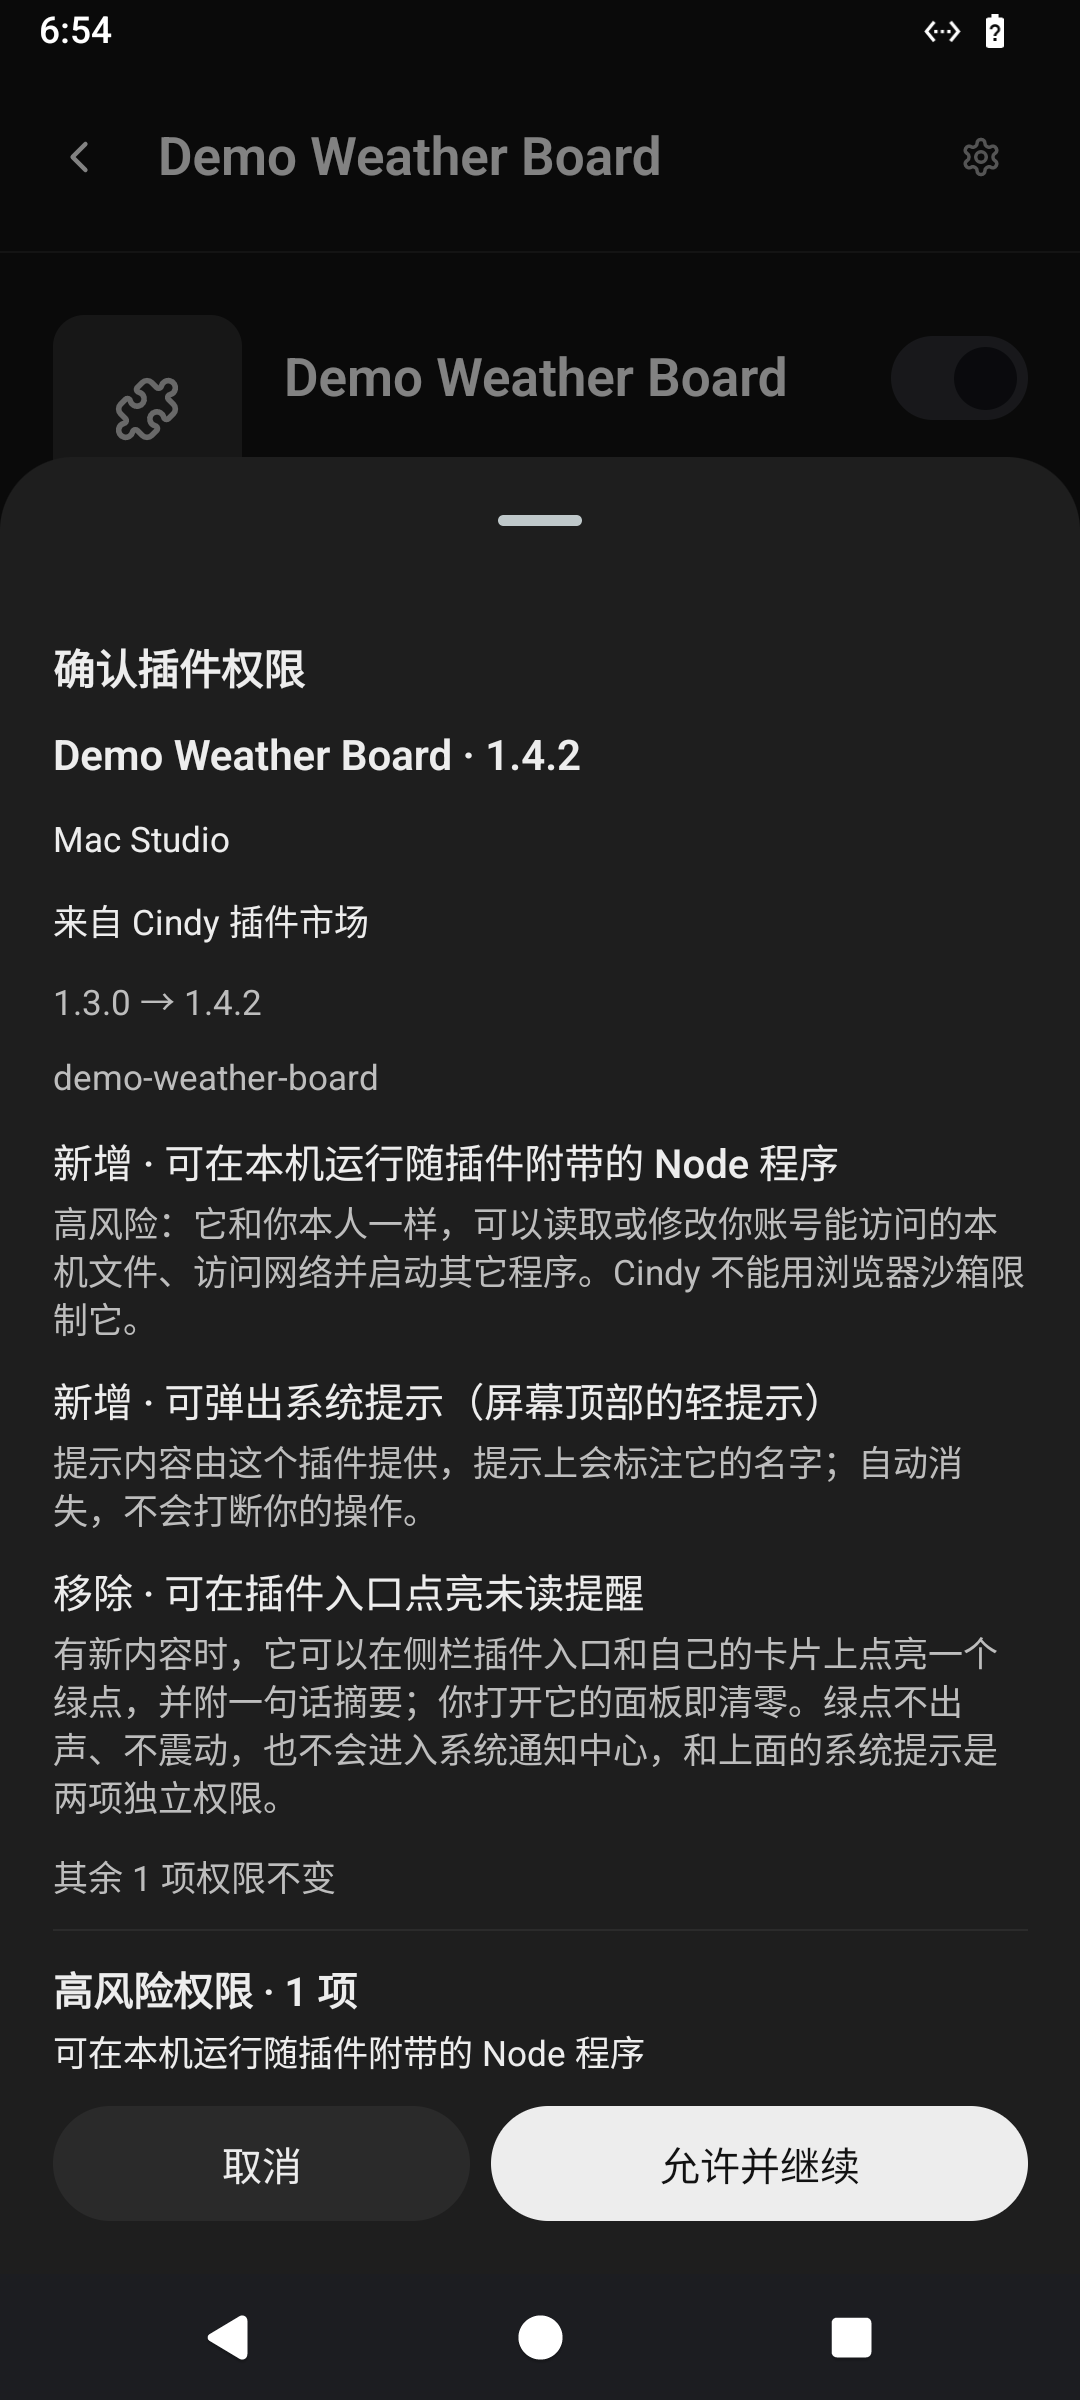 6:54
Demo Weather Board
Demo Weather Board
确认插件权限
Demo Weather Board · 1.4.2
Mac Studio
来自 Cindy 插件市场
1.3.0 → 1.4.2
demo-weather-board
新增 · 可在本机运行随插件附带的 Node 程序
高风险：它和你本人一样，可以读取或修改你账号能访问的本
机文件、访问网络并启动其它程序。Cindy 不能用浏览器沙箱限
制它。
新增 · 可弹出系统提示（屏幕顶部的轻提示）
提示内容由这个插件提供，提示上会标注它的名字；自动消
失，不会打断你的操作。
移除 · 可在插件入口点亮未读提醒
有新内容时，它可以在侧栏插件入口和自己的卡片上点亮一个
绿点，并附一句话摘要；你打开它的面板即清零。绿点不出
声、不震动，也不会进入系统通知中心，和上面的系统提示是
两项独立权限。
其余 1 项权限不变
高风险权限 · 1 项
可在本机运行随插件附带的 Node 程序
取消
允许并继续